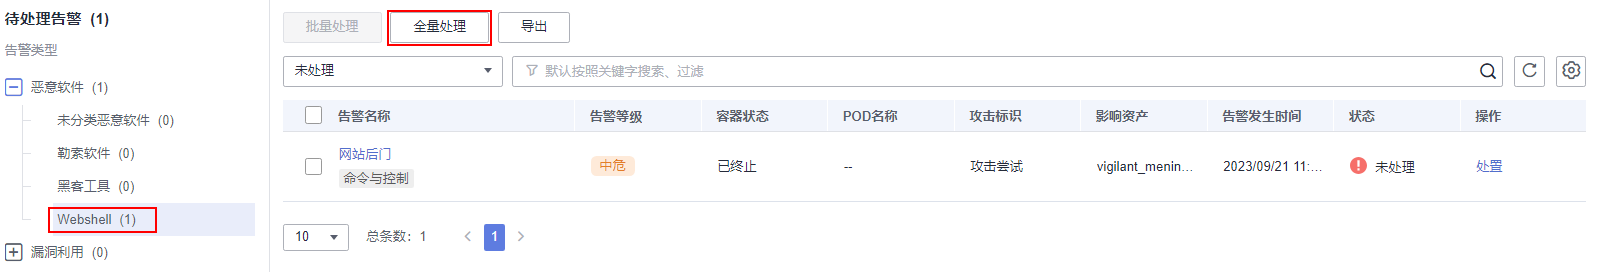 待处理告警 (1)
告警类型
恶意软件 (1)
未分类恶意软件 (0)
勒索软件 (0)
黑客工具 (0)
Webshell (1)
漏洞利用 (0)
批量处理 全量处理 导出
未处理 默认按照关键字搜索、过滤
告警名称 告警等级 容器状态 POD名称 攻击标识 影响资产 告警发生时间 状态 操作
网站后门 中危 已终止 -- 攻击尝试 vigilant_menin... 2023/09/21 11:... 未处理 处置
命令与控制
10 总条数: 1 1